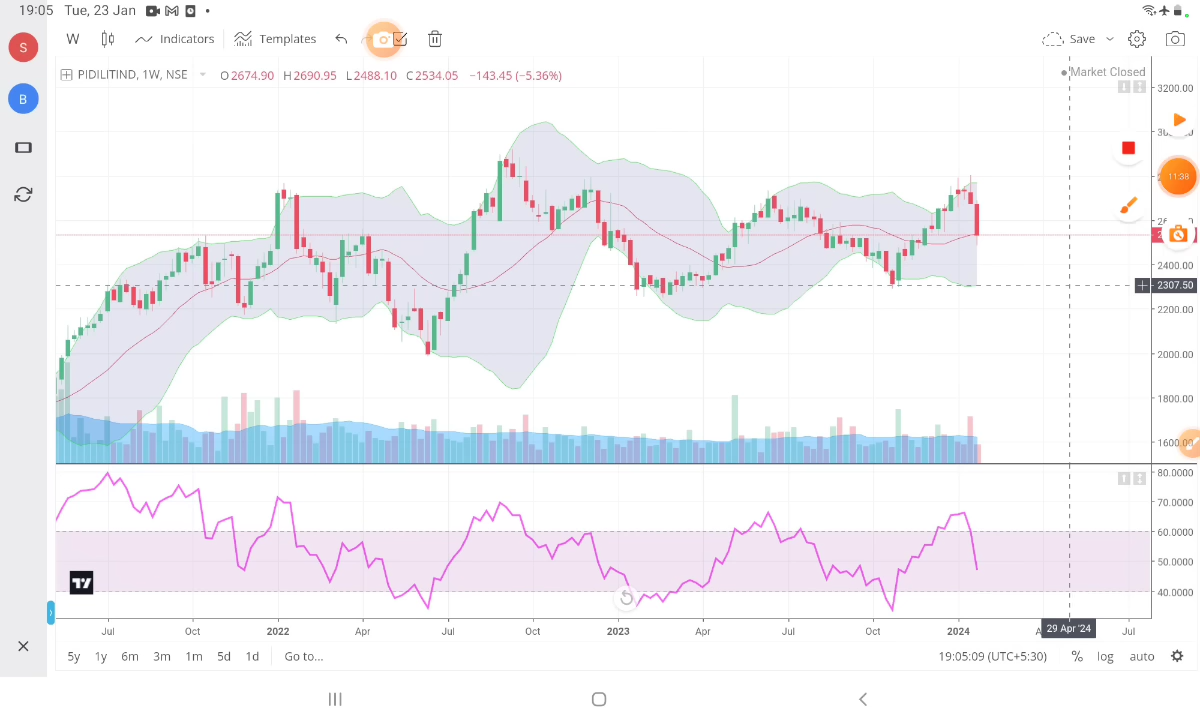 19:05 Tue, 23 Jan
S
W Indicators Templates Save
B
PIDILITIND, 1W, NSE O2674.90 H2690.95 L2488.10 C2534.05 −143.45 (−5.36%)
Market Closed
3200.00
11:38
2400.00
2307.50
2200.00
2000.00
1800.00
1600.00
80.0000
70.0000
60.0000
50.0000
40.0000
Jul Oct 2022 Apr Jul Oct 2023 Apr Jul Oct 2024 29 Apr '24 Jul
5y 1y 6m 3m 1m 5d 1d Go to... 19:05:09 (UTC+5:30) % log auto